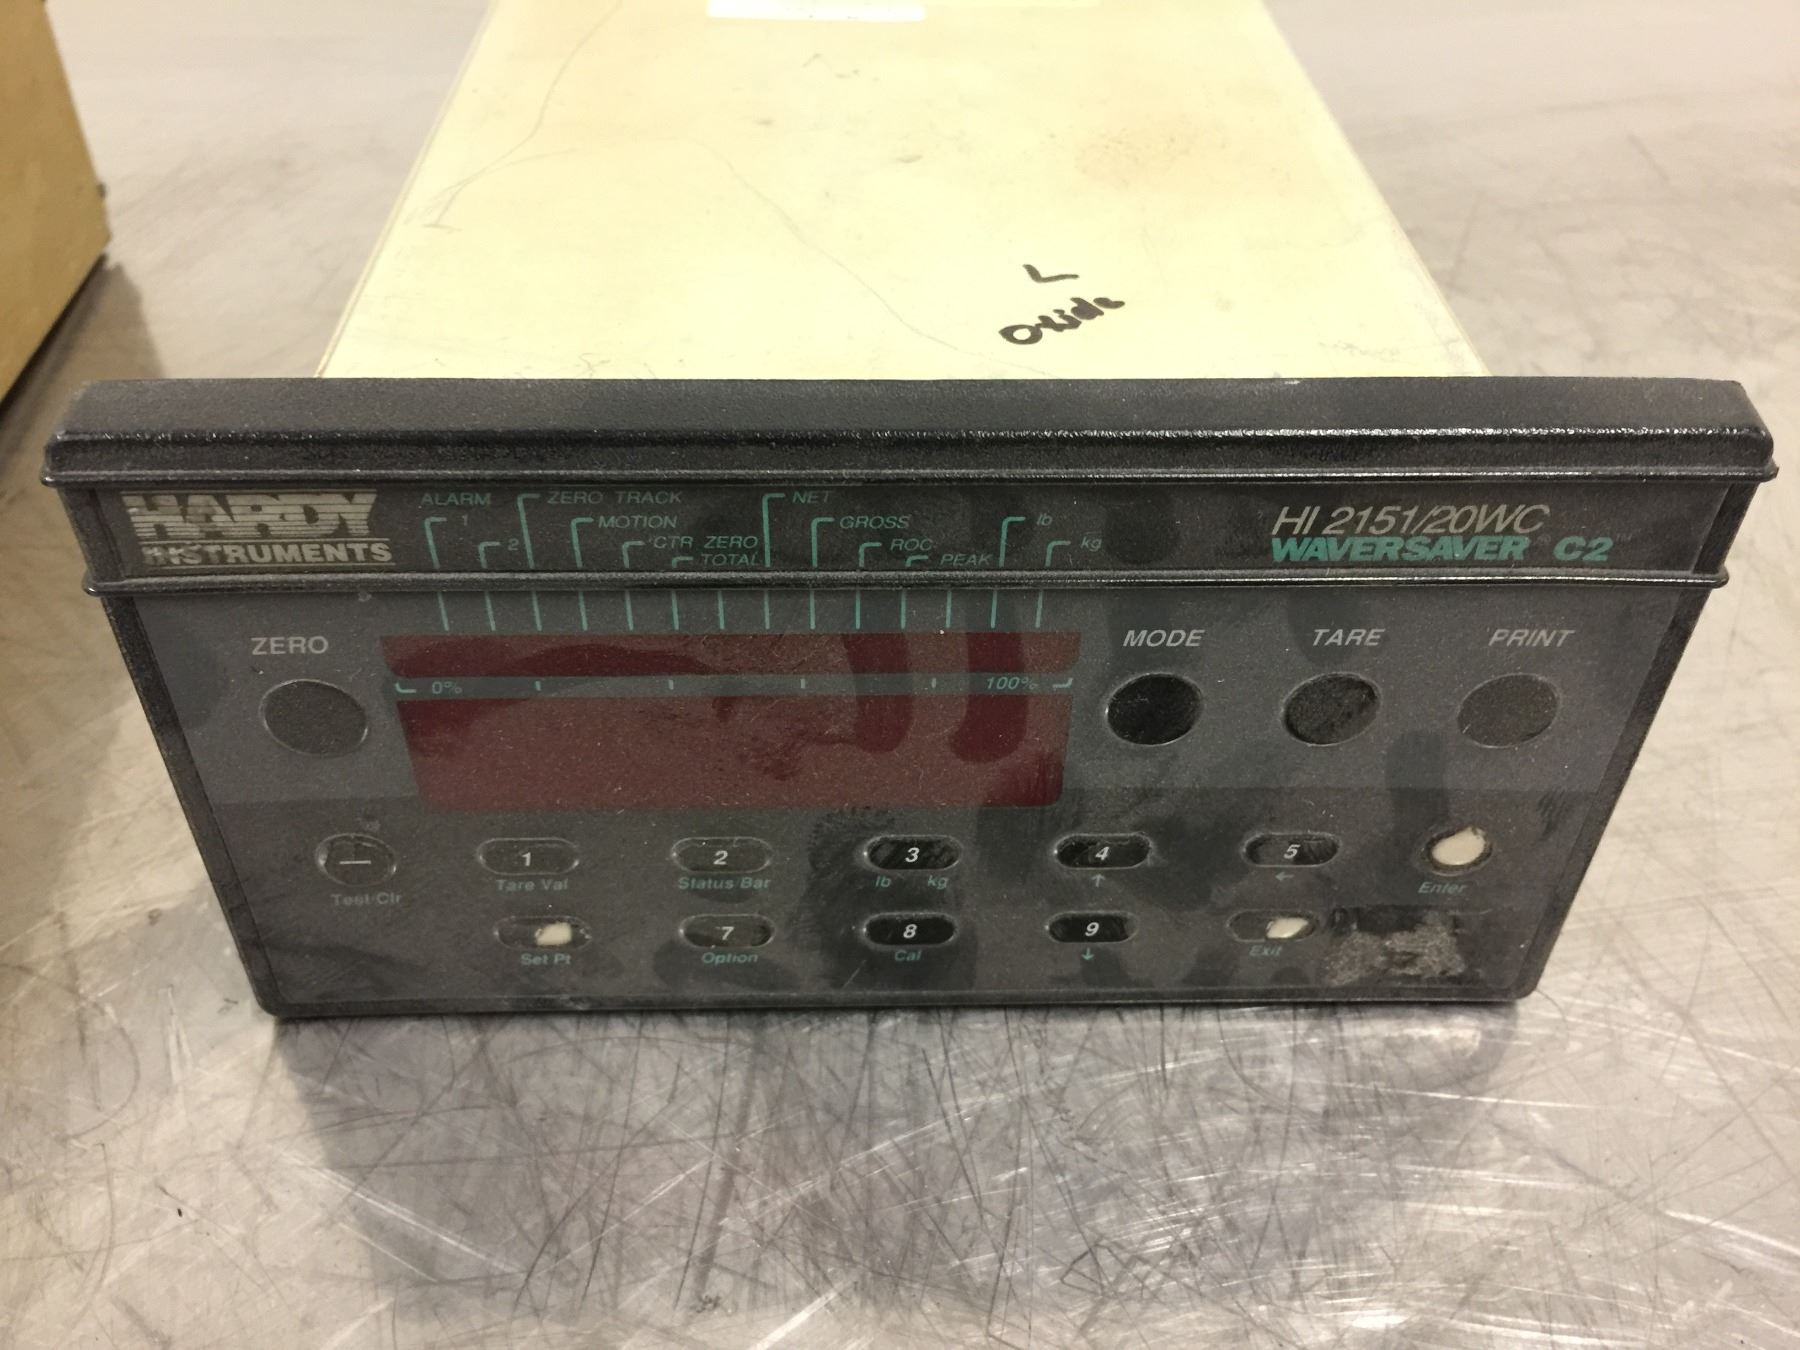 L
HARDY
INSTRUMENTS
ALARM
1
2
ZERO TRACK
MOTION
CTR ZERO
TOTAL
NET
GROSS
ROC
PEAK
lb
kg
HI 2151/20WC
WAVERSAVER C2
ZERO
0%
100%
MODE TARE PRINT
—
1 2 3 4 5
Test/Clr
Tare Val
Status Bar
lb kg
↑
←
Enter
7 8 9
Set Pt
Option
Cal
↓
Exit